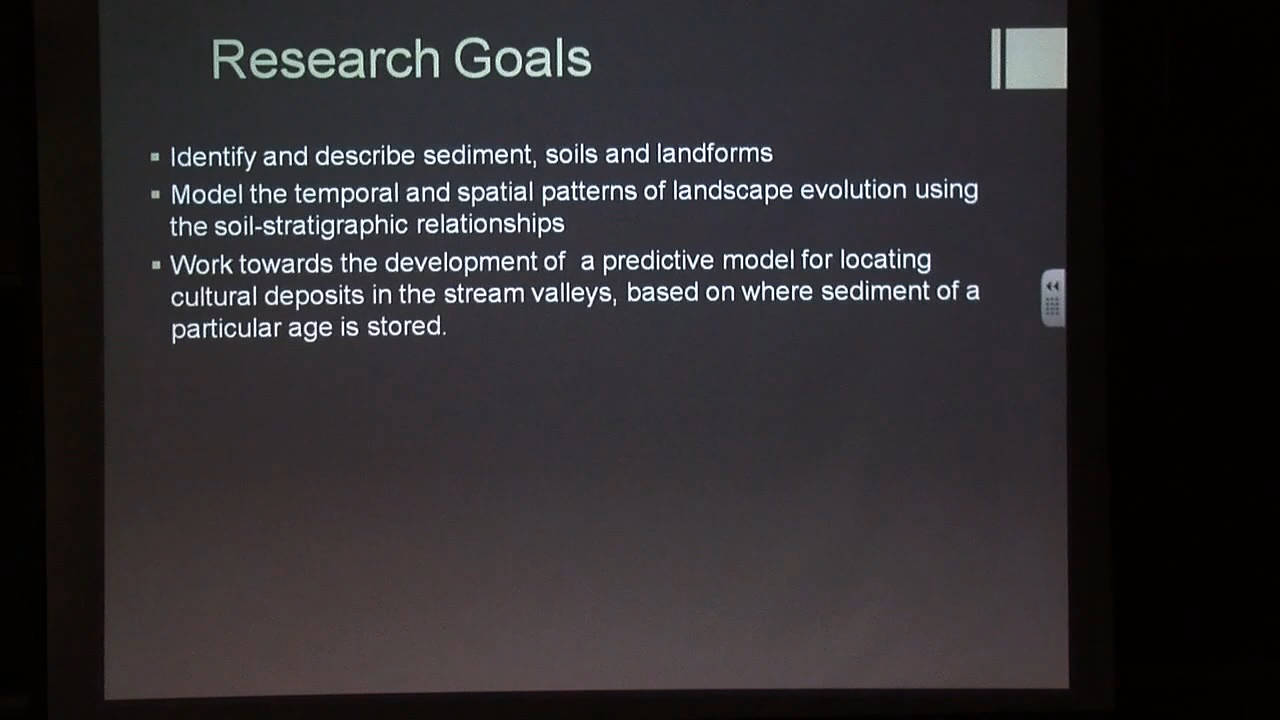 Research Goals
Identify and describe sediment, soils and landforms
Model the temporal and spatial patterns of landscape evolution using
the soil-stratigraphic relationships
Work towards the development of  a predictive model for locating
cultural deposits in the stream valleys, based on where sediment of a
particular age is stored.